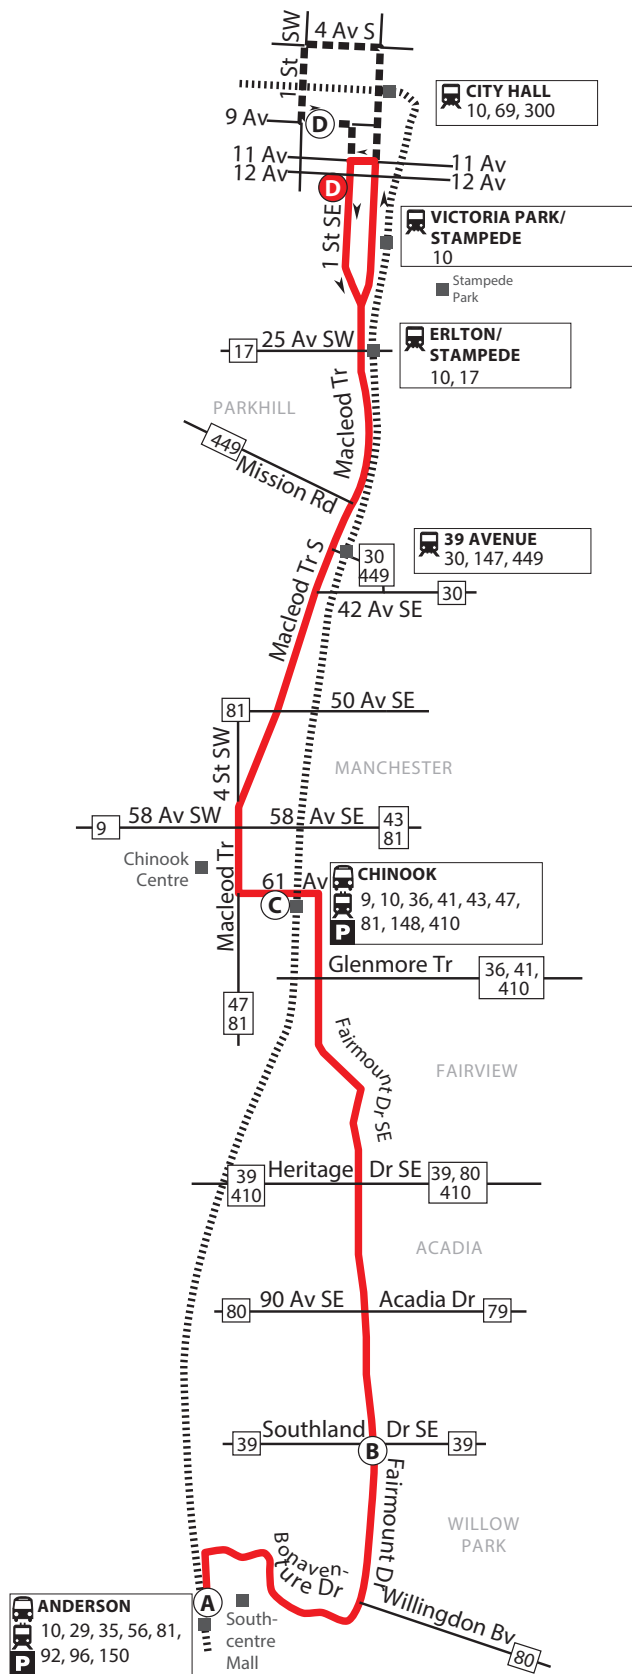 4 Av S
1 St SW
CITY HALL
10, 69, 300
9 Av
D
11 Av
11 Av
12 Av
12 Av
D
1 St SE
VICTORIA PARK/
STAMPEDE
10
Stampede
Park
17
25 Av SW
ERLTON/
STAMPEDE
10, 17
Macleod Tr
PARKHILL
449
Mission Rd
39 AVENUE
30, 147, 449
30
449
Macleod Tr S
30
42 Av SE
81
50 Av SE
4 St SW
MANCHESTER
9
58 Av SW
58 Av SE
43
81
Chinook
Centre
Macleod Tr
61 Av
C
CHINOOK
9, 10, 36, 41, 43, 47,
81, 148, 410
P
Glenmore Tr
36, 41,
410
47
81
Fairmount Dr SE
FAIRVIEW
39
410
Heritage Dr SE
39, 80
410
ACADIA
80
90 Av SE
Acadia Dr
79
39
Southland Dr SE
39
B
Fairmount Dr
WILLOW
PARK
Bonaven-
ture Dr
Willingdon Bv
80
A
South-
centre
Mall
ANDERSON
10, 29, 35, 56, 81,
92, 96, 150
P